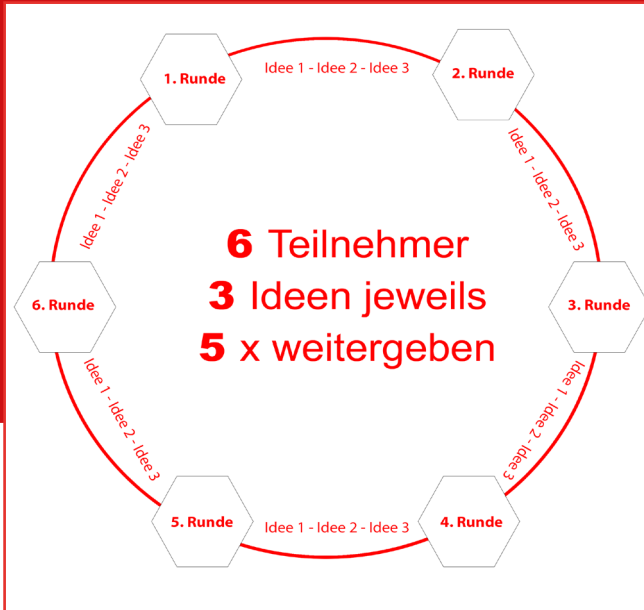 1. Runde
Idee 1 - Idee 2 - Idee 3
2. Runde
Idee 1 - Idee 2 - Idee 3
3. Runde
Idee 1 - Idee 2 - Idee 3
4. Runde
Idee 1 - Idee 2 - Idee 3
5. Runde
Idee 1 - Idee 2 - Idee 3
6. Runde
Idee 1 - Idee 2 - Idee 3
6 Teilnehmer
3 Ideen jeweils
5 x weitergeben